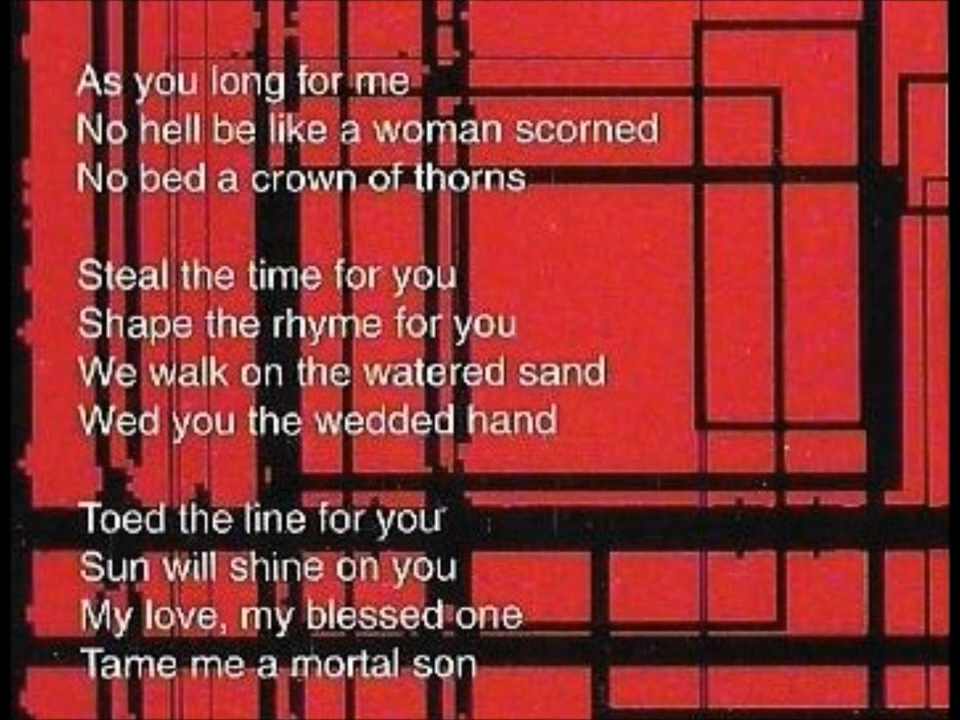 As you long for me
No hell be like a woman scorned
No bed a crown of thorns
Steal the time for you
Shape the rhyme for you
We walk on the watered sand
Wed you the wedded hand
Toed the line for you
Sun will shine on you
My love, my blessed one
Tame me a mortal son